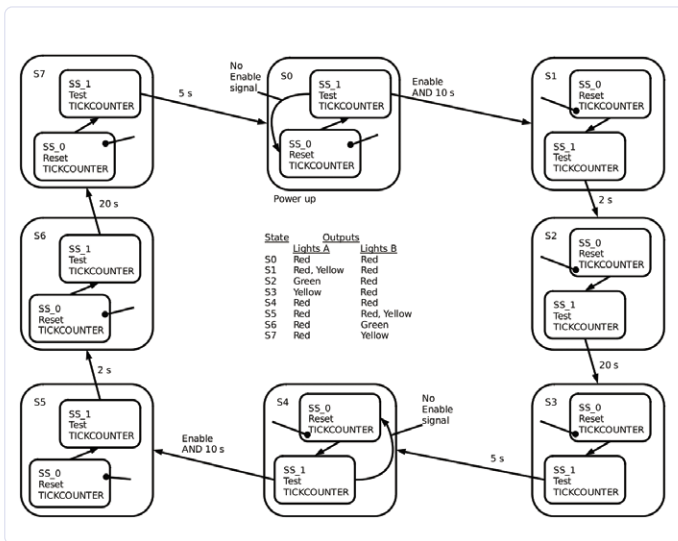 S7
SS_1
Test
TICKCOUNTER
SS_0
Reset
TICKCOUNTER
5 s
No
Enable
signal
S0
SS_1
Test
TICKCOUNTER
SS_0
Reset
TICKCOUNTER
Power up
Enable
AND 10 s
S1
SS_0
Reset
TICKCOUNTER
SS_1
Test
TICKCOUNTER
20 s
2 s
S6
SS_1
Test
TICKCOUNTER
SS_0
Reset
TICKCOUNTER
State Outputs
Lights A Lights B
S0 Red Red
S1 Red, Yellow Red
S2 Green Red
S3 Yellow Red
S4 Red Red
S5 Red Red, Yellow
S6 Red Green
S7 Red Yellow
S2
SS_0
Reset
TICKCOUNTER
SS_1
Test
TICKCOUNTER
2 s
20 s
S5
SS_1
Test
TICKCOUNTER
SS_0
Reset
TICKCOUNTER
Enable
AND 10 s
S4
SS_0
Reset
TICKCOUNTER
SS_1
Test
TICKCOUNTER
No
Enable
signal
5 s
S3
SS_0
Reset
TICKCOUNTER
SS_1
Test
TICKCOUNTER